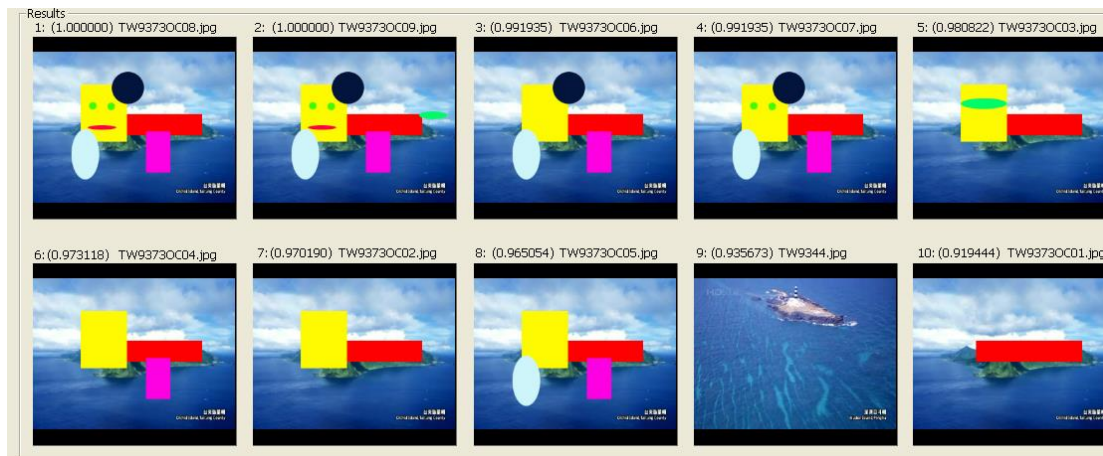 Results
1: (1.000000) TW9373OC08.jpg
2: (1.000000) TW9373OC09.jpg
3: (0.991935) TW9373OC06.jpg
4: (0.991935) TW9373OC07.jpg
5: (0.980822) TW9373OC03.jpg
6: (0.973118) TW9373OC04.jpg
7: (0.970190) TW9373OC02.jpg
8: (0.965054) TW9373OC05.jpg
9: (0.935673) TW9344.jpg
10: (0.919444) TW9373OC01.jpg